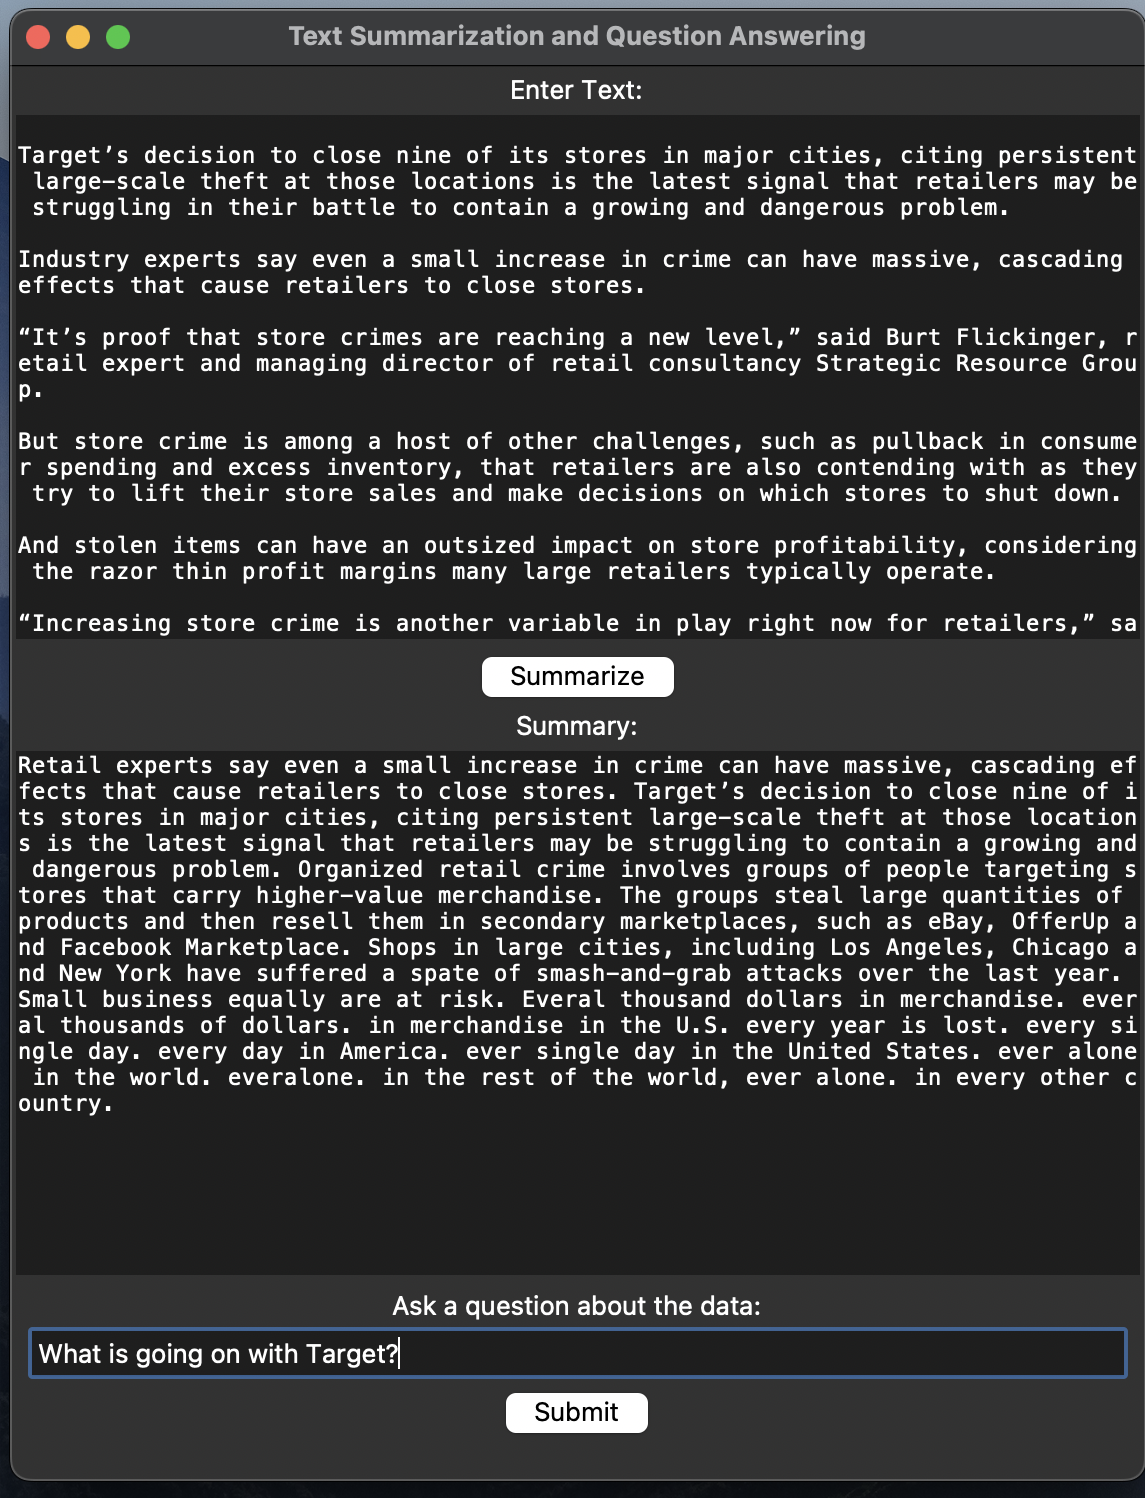 Text Summarization and Question Answering
Enter Text:
Target’s decision to close nine of its stores in major cities, citing persistent
large-scale theft at those locations is the latest signal that retailers may be
struggling in their battle to contain a growing and dangerous problem.
Industry experts say even a small increase in crime can have massive, cascading
effects that cause retailers to close stores.
“It’s proof that store crimes are reaching a new level,” said Burt Flickinger, r
etail expert and managing director of retail consultancy Strategic Resource Grou
p.
But store crime is among a host of other challenges, such as pullback in consume
r spending and excess inventory, that retailers are also contending with as they
try to lift their store sales and make decisions on which stores to shut down.
And stolen items can have an outsized impact on store profitability, considering
the razor thin profit margins many large retailers typically operate.
“Increasing store crime is another variable in play right now for retailers,” sa
Summarize
Summary:
Retail experts say even a small increase in crime can have massive, cascading ef
fects that cause retailers to close stores. Target’s decision to close nine of i
ts stores in major cities, citing persistent large-scale theft at those location
s is the latest signal that retailers may be struggling to contain a growing and
dangerous problem. Organized retail crime involves groups of people targeting s
tores that carry higher-value merchandise. The groups steal large quantities of
products and then resell them in secondary marketplaces, such as eBay, OfferUp a
nd Facebook Marketplace. Shops in large cities, including Los Angeles, Chicago a
nd New York have suffered a spate of smash-and-grab attacks over the last year.
Small business equally are at risk. Everal thousand dollars in merchandise. ever
al thousands of dollars. in merchandise in the U.S. every year is lost. every si
ngle day. every day in America. ever single day in the United States. ever alone
in the world. everalone. in the rest of the world, ever alone. in every other c
ountry.
Ask a question about the data:
What is going on with Target?
Submit